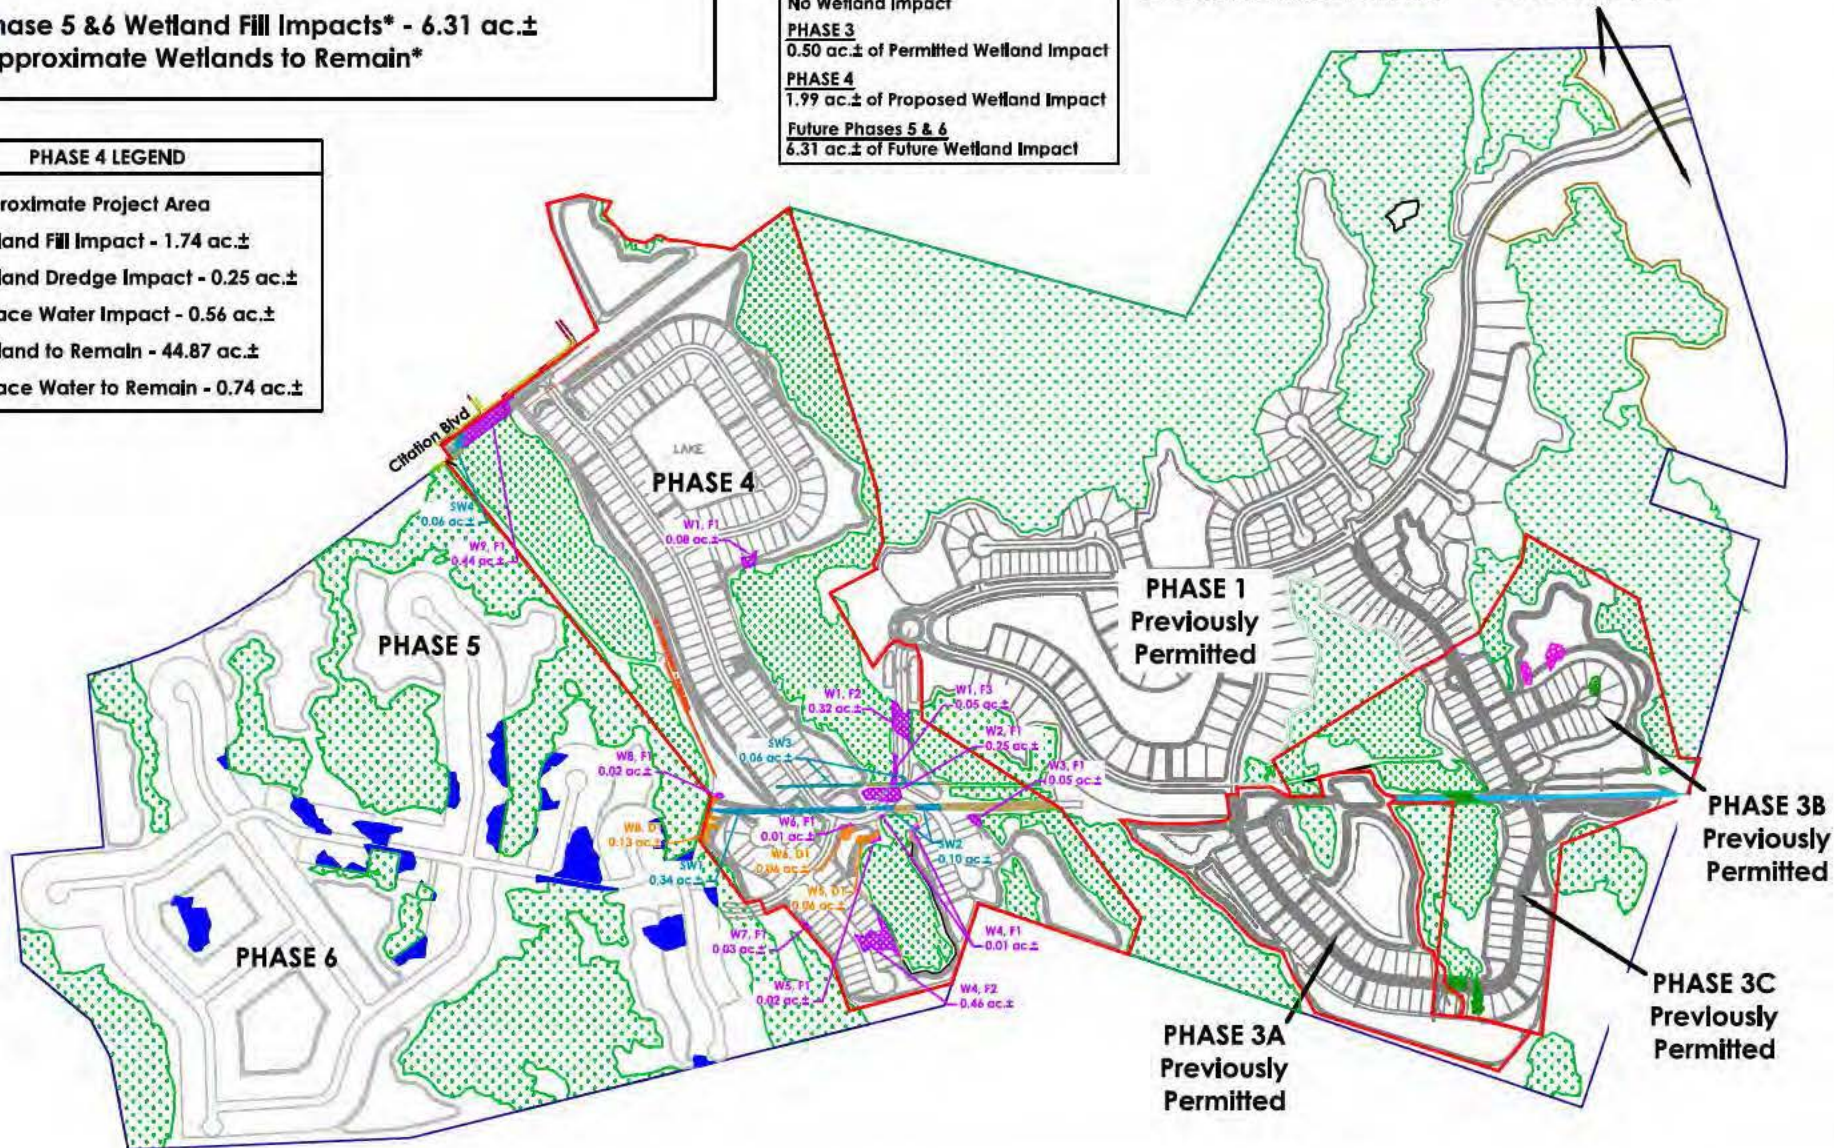 hase 5 &6 Wetland Fill Impacts* - 6.31 ac.±
pproximate Wetlands to Remain*
No Wetland Impact
PHASE 3
0.50 ac.± of Permitted Wetland Impact
PHASE 4
1.99 ac.± of Proposed Wetland Impact
Future Phases 5 & 6
6.31 ac.± of Future Wetland Impact
PHASE 4 LEGEND
roximate Project Area
land Fill Impact - 1.74 ac.±
land Dredge Impact - 0.25 ac.±
ace Water Impact - 0.56 ac.±
land to Remain - 44.87 ac.±
ace Water to Remain - 0.74 ac.±
Citation Blvd
LAKE
PHASE 4
SW4
0.06 ac.±
W9, F1
0.44 ac.±
W1, F1
0.08 ac.±
PHASE 1
Previously
Permitted
PHASE 5
W1, F2
0.32 ac.±
W1, F3
0.05 ac.±
W2, F1
0.25 ac.±
SW3
0.06 ac.±
W8, F1
0.02 ac.±
W3, F1
0.05 ac.±
PHASE 3B
Previously
Permitted
W8, D
0.13 ac.±
W6, F1
0.01 ac.±
W6, D1
0.06 ac.±
SW2
0.10 ac.±
SW1
0.34 ac.±
W5, D1
0.06 ac.±
W7, F1
0.03 ac.±
W4, F1
0.01 ac.±
PHASE 6
W5, F1
0.02 ac.±
W4, F2
0.46 ac.±
PHASE 3C
Previously
Permitted
PHASE 3A
Previously
Permitted